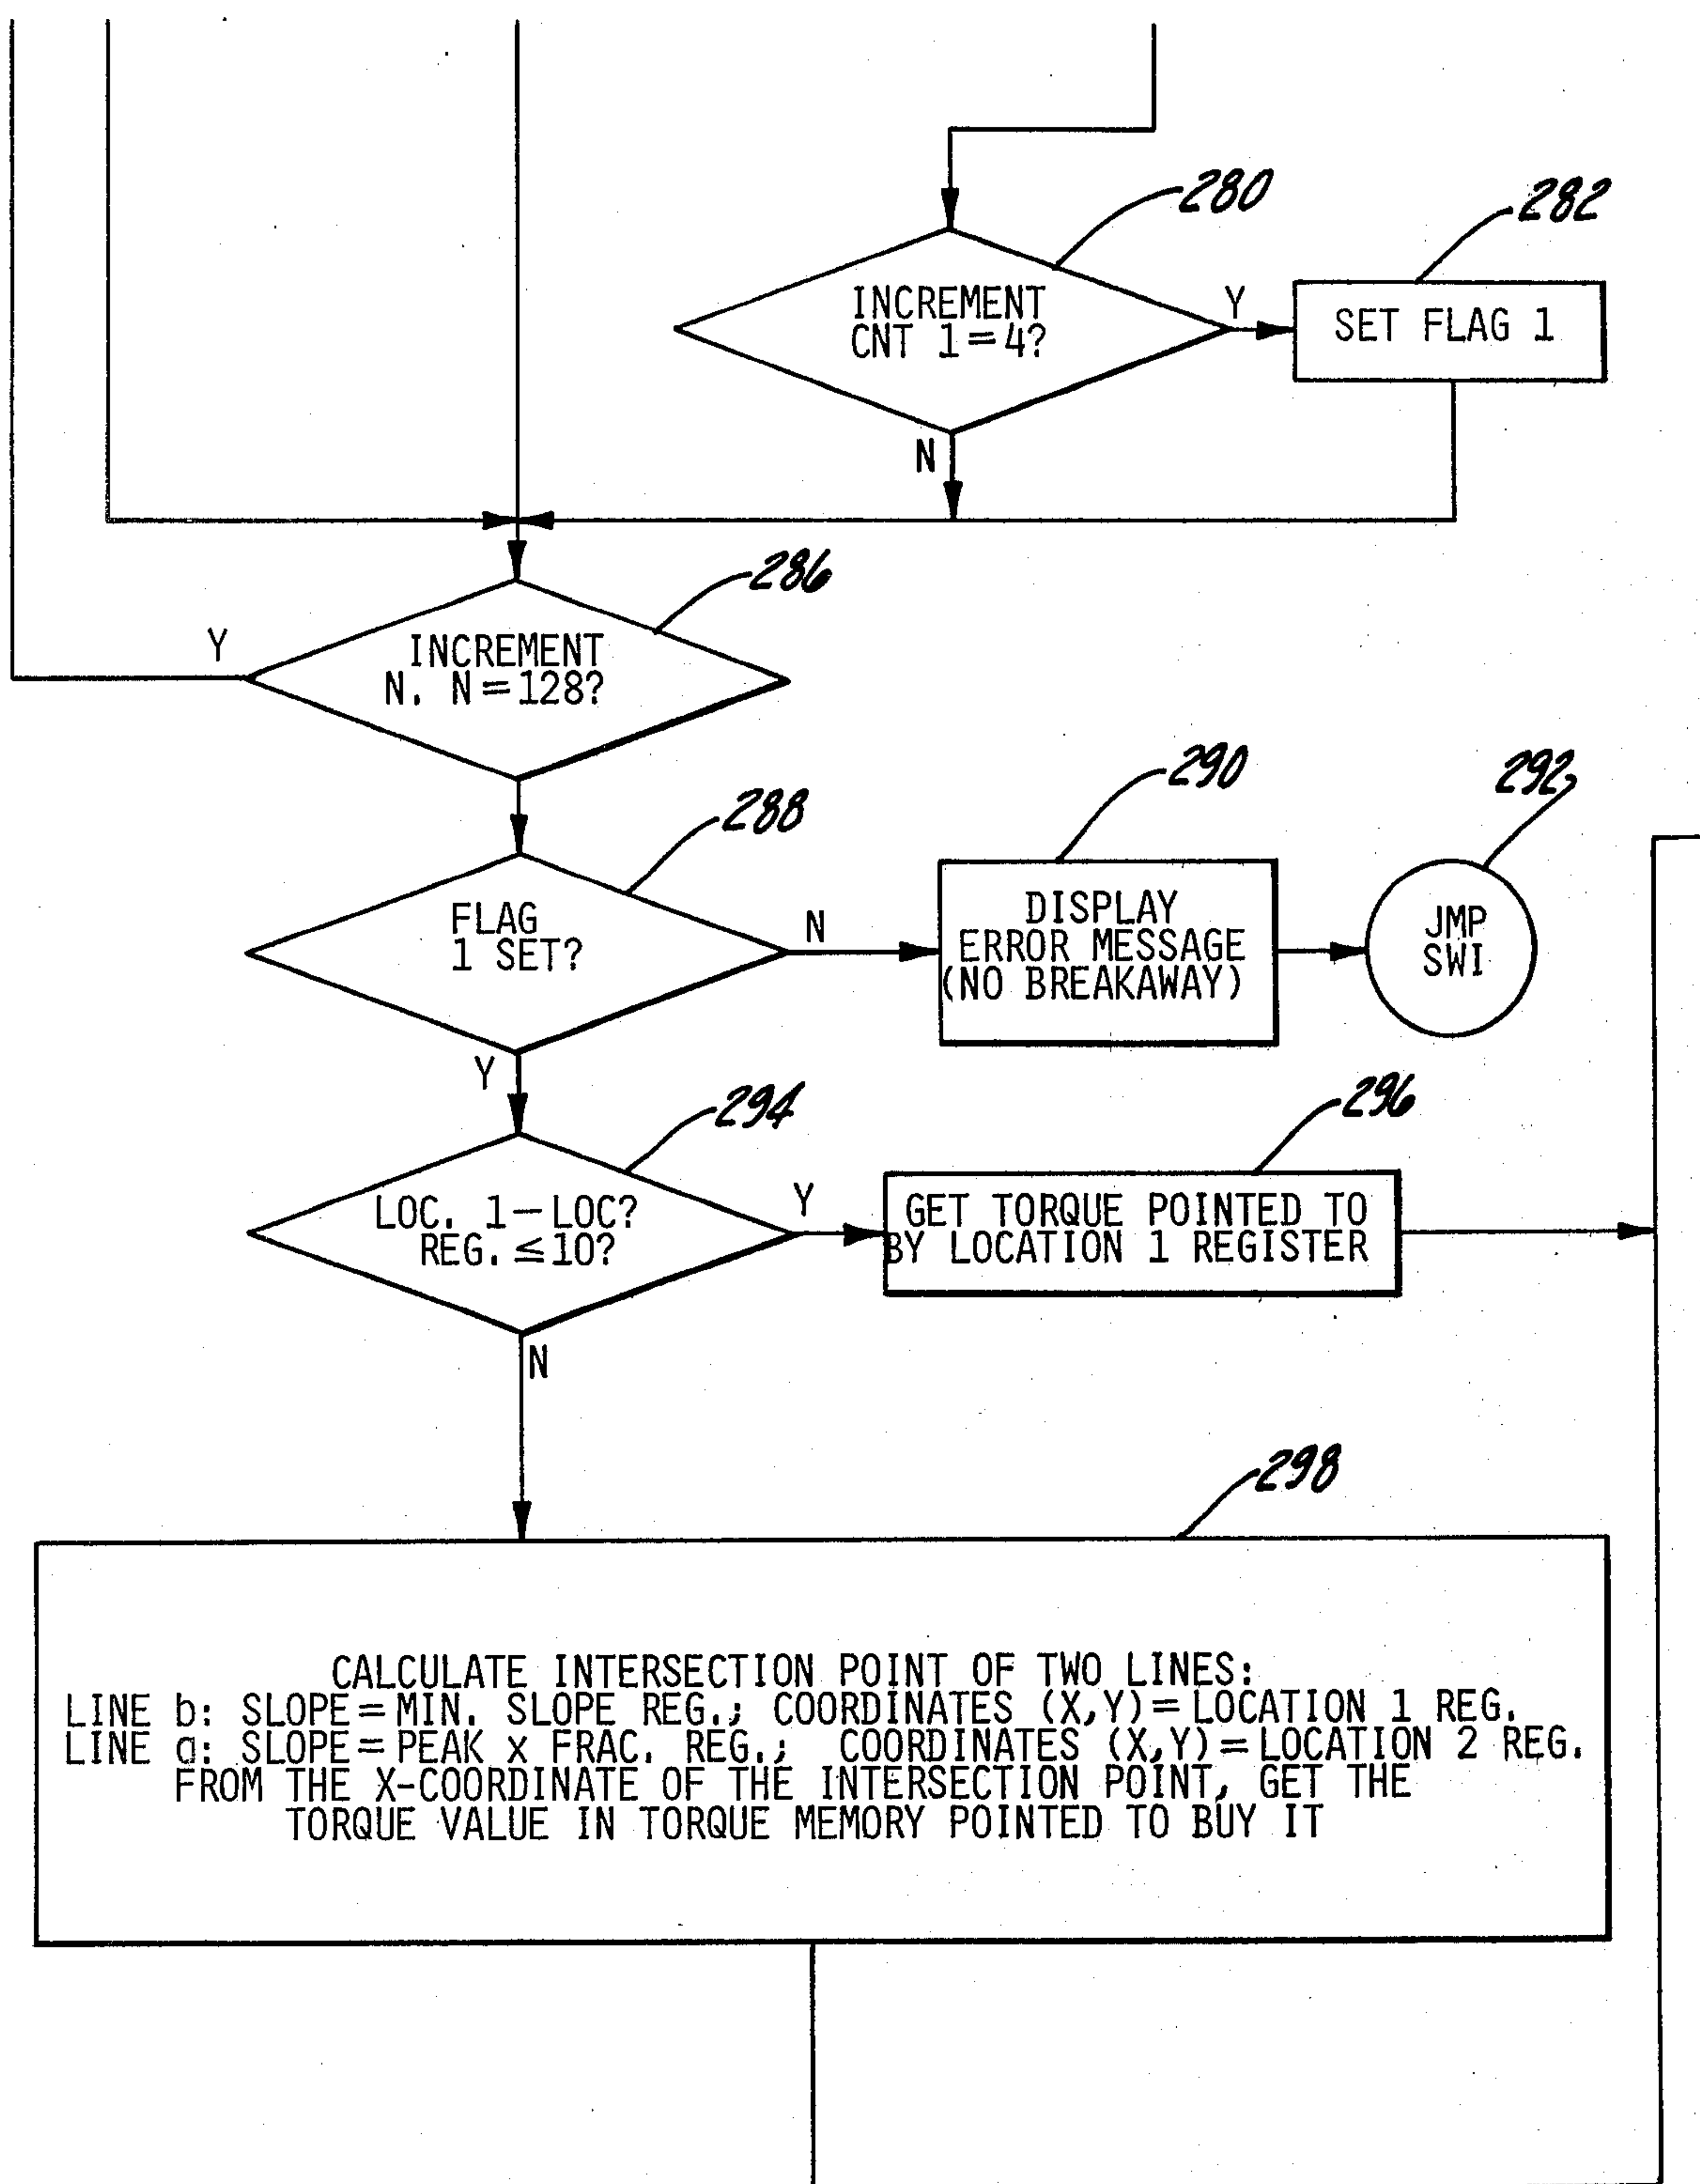 280
282
INCREMENT
CNT 1=4?
Y
SET FLAG 1
N
286
Y
INCREMENT
N. N=128?
288
290
292
FLAG
1 SET?
N
DISPLAY
ERROR MESSAGE
(NO BREAKAWAY)
JMP
SWI
Y
294
296
LOC. 1-LOC?
REG. ≤10?
Y
GET TORQUE POINTED TO
BY LOCATION 1 REGISTER
N
298
CALCULATE INTERSECTION POINT OF TWO LINES:
LINE b: SLOPE=MIN. SLOPE REG.; COORDINATES (X,Y)=LOCATION 1 REG.
LINE a: SLOPE=PEAK x FRAC. REG.; COORDINATES (X,Y)=LOCATION 2 REG.
FROM THE X-COORDINATE OF THE INTERSECTION POINT, GET THE
TORQUE VALUE IN TORQUE MEMORY POINTED TO BUY IT